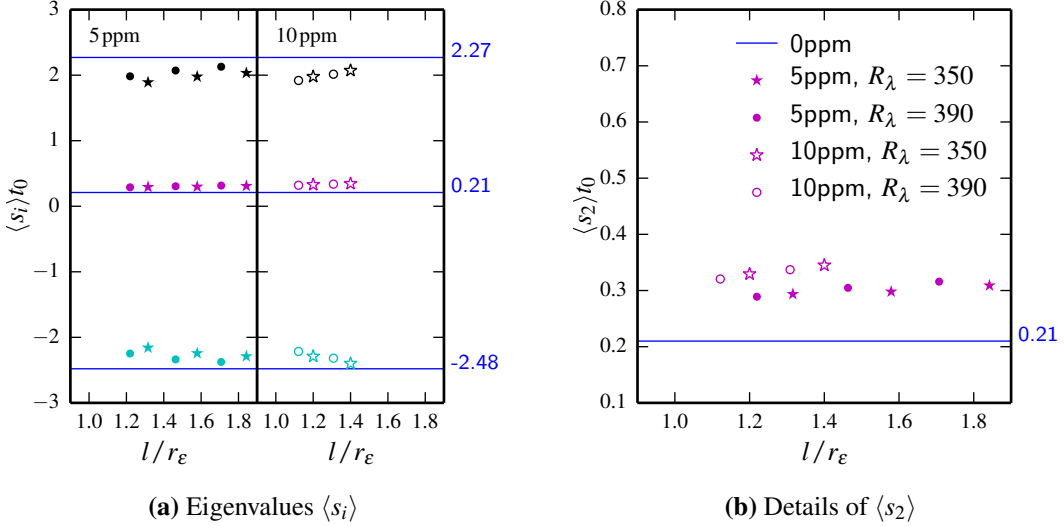 3
2
1
0
−1
−2
−3
⟨s_i⟩t_0
5ppm
10ppm
2.27
0.21
-2.48
1.0 1.2 1.4 1.6 1.8 1.0 1.2 1.4 1.6 1.8
l/r_ε l/r_ε
(a) Eigenvalues ⟨s_i⟩
0.8
0.7
0.6
0.5
0.4
0.3
0.2
0.1
⟨s_2⟩t_0
0ppm
5ppm, R_λ = 350
5ppm, R_λ = 390
10ppm, R_λ = 350
10ppm, R_λ = 390
0.21
1.0 1.2 1.4 1.6 1.8
l/r_ε
(b) Details of ⟨s_2⟩